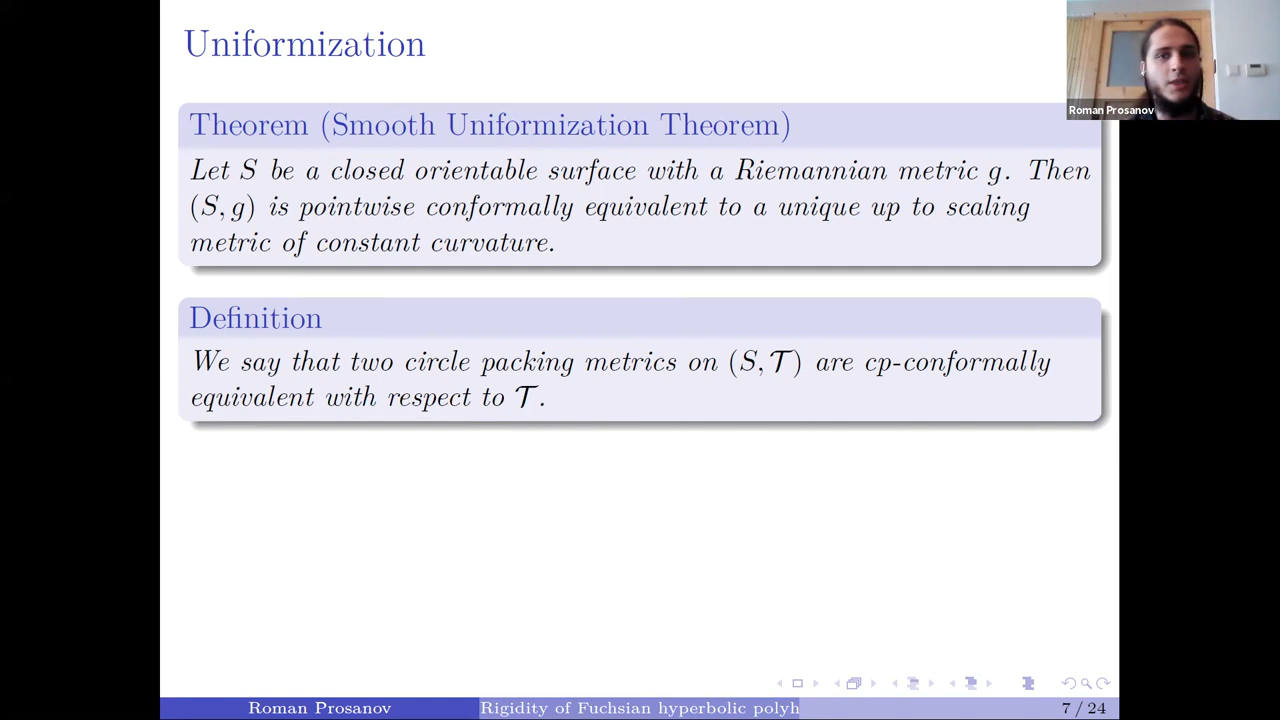 Uniformization
Roman Prosanov
Theorem (Smooth Uniformization Theorem)
Let S be a closed orientable surface with a Riemannian metric g. Then
(S, g) is pointwise conformally equivalent to a unique up to scaling
metric of constant curvature.
Definition
We say that two circle packing metrics on (S, 𝒯) are cp-conformally
equivalent with respect to 𝒯.
Roman Prosanov
Rigidity of Fuchsian hyperbolic polyh
7 / 24